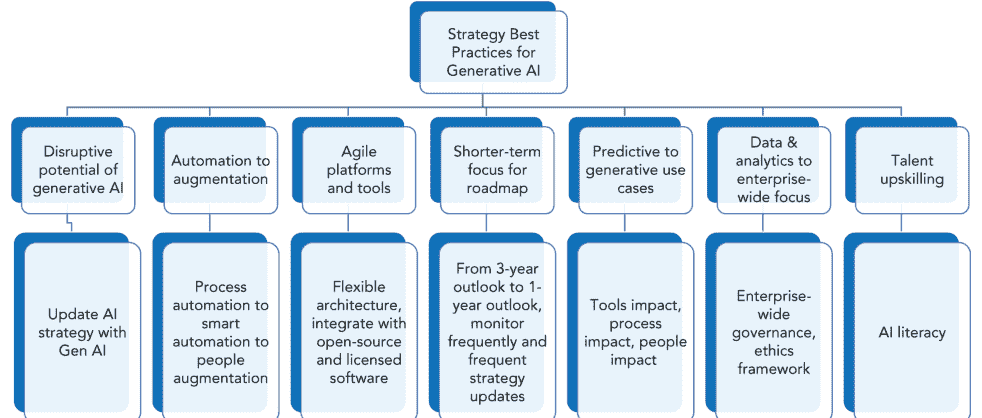 Strategy Best
Practices for
Generative AI
Disruptive
potential of
generative AI
Automation to
augmentation
Agile
platforms
and tools
Shorter-term
focus for
roadmap
Predictive to
generative use
cases
Data &
analytics to
enterprise-
wide focus
Talent
upskilling
Update AI
strategy with
Gen AI
Process
automation to
smart
automation to
people
augmentation
Flexible
architecture,
integrate with
open-source
and licensed
software
From 3-year
outlook to 1-
year outlook,
monitor
frequently and
frequent
strategy
updates
Tools impact,
process
impact, people
impact
Enterprise-
wide
governance,
ethics
framework
AI literacy